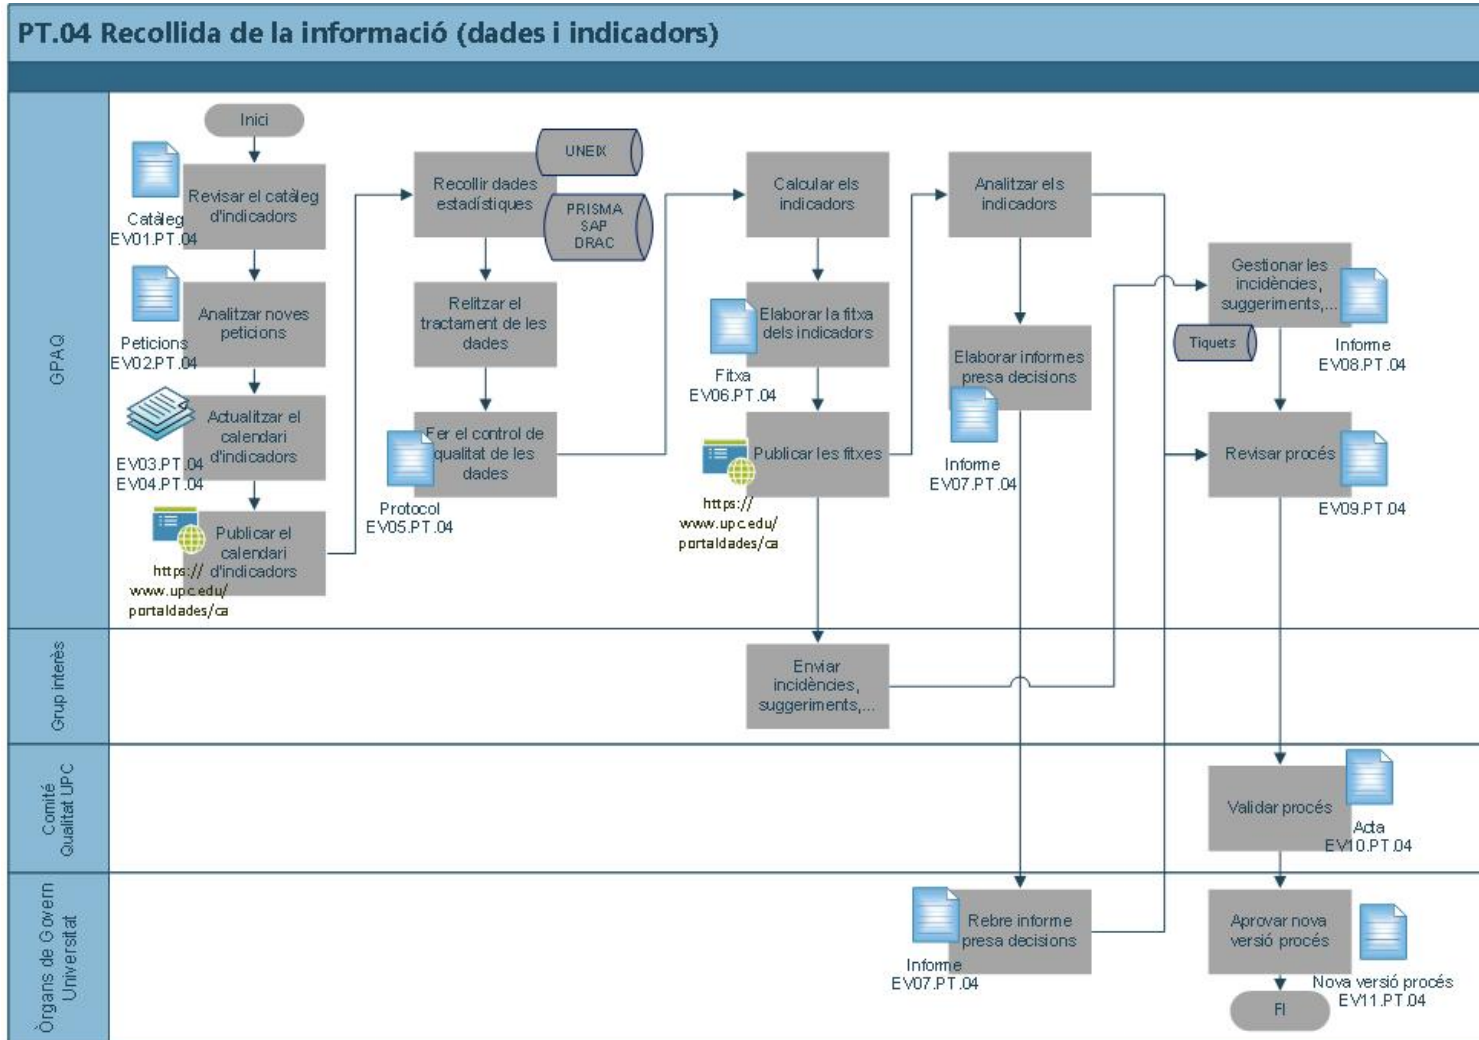 PT.04 Recollida de la informació (dades i indicadors)
GPAQ
Inici
Revisar el catàleg
d'indicadors
Catàleg
EV01.PT.04
Analitzar noves
peticions
Peticions
EV02.PT.04
Actualitzar el
calendari
d'indicadors
EV03.PT.04
EV04.PT.04
Publicar el
calendari
d'indicadors
https://
www.upc.edu/
portaldades/ca
Recollir dades
estadístiques
UNEIX
PRISMA
SAP
DRAC
Relitzar el
tractament de les
dades
Fer el control de
qualitat de les
dades
Protocol
EV05.PT.04
Calcular els
indicadors
Elaborar la fitxa
dels indicadors
Fitxa
EV06.PT.04
Publicar les fitxes
https://
www.upc.edu/
portaldades/ca
Analitzar els
indicadors
Elaborar informes
presa decisions
Informe
EV07.PT.04
Gestionar les
incidències,
suggeriments,...
Tiquets
Informe
EV08.PT.04
Revisar procés
EV09.PT.04
Grup interès
Enviar
incidències,
suggeriments,...
Comité
Qualitat UPC
Validar procés
Acta
EV10.PT.04
Òrgans de Govern
Universitat
Rebre informe
presa decisions
Informe
EV07.PT.04
Aprovar nova
versió procés
Nova versió procés
EV11.PT.04
FI